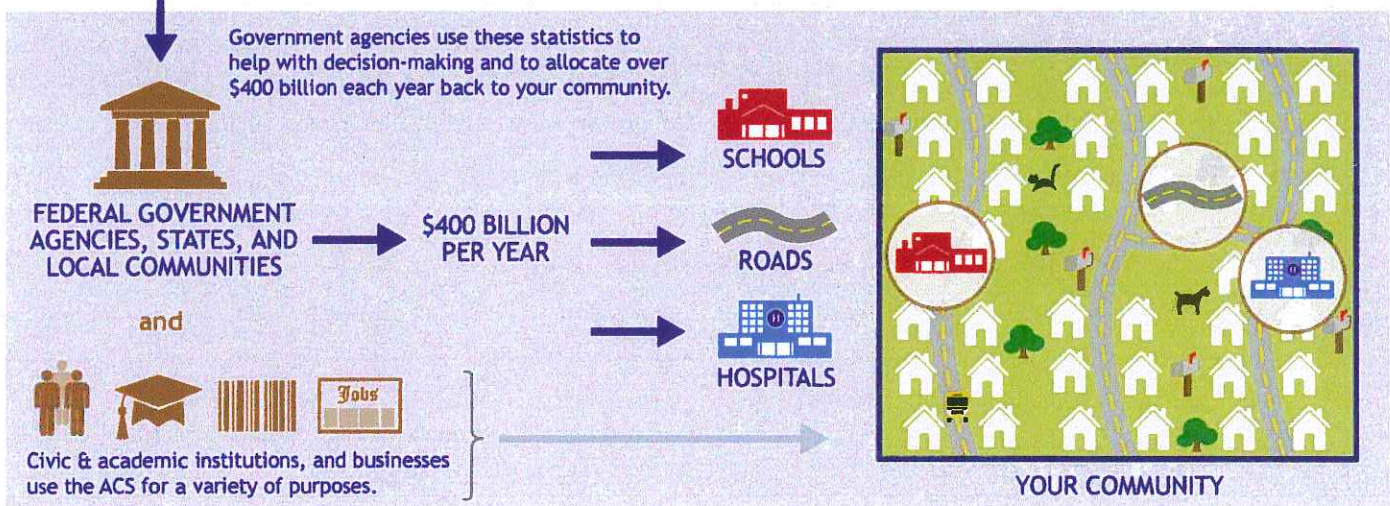 Government agencies use these statistics to
help with decision-making and to allocate over
$400 billion each year back to your community.
FEDERAL GOVERNMENT
AGENCIES, STATES, AND
LOCAL COMMUNITIES
$400 BILLION
PER YEAR
SCHOOLS
ROADS
H
HOSPITALS
and
Jobs
Civic & academic institutions, and businesses
use the ACS for a variety of purposes.
H
YOUR COMMUNITY